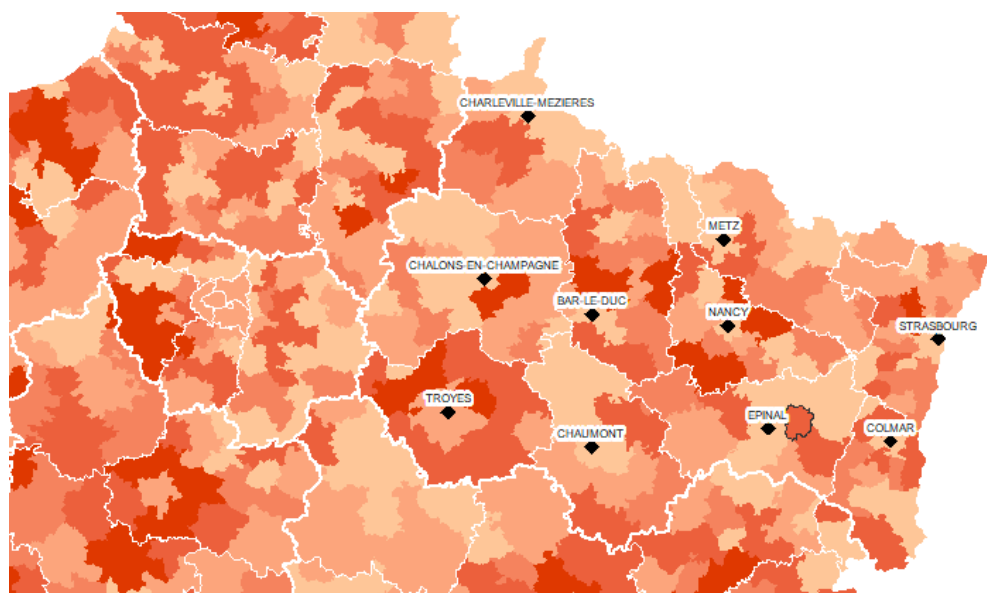 CHARLEVILLE-MEZIERES
METZ
CHALONS-EN-CHAMPAGNE
BAR-LE-DUC
NANCY
STRASBOURG
TROYES
EPINAL
COLMAR
CHAUMONT